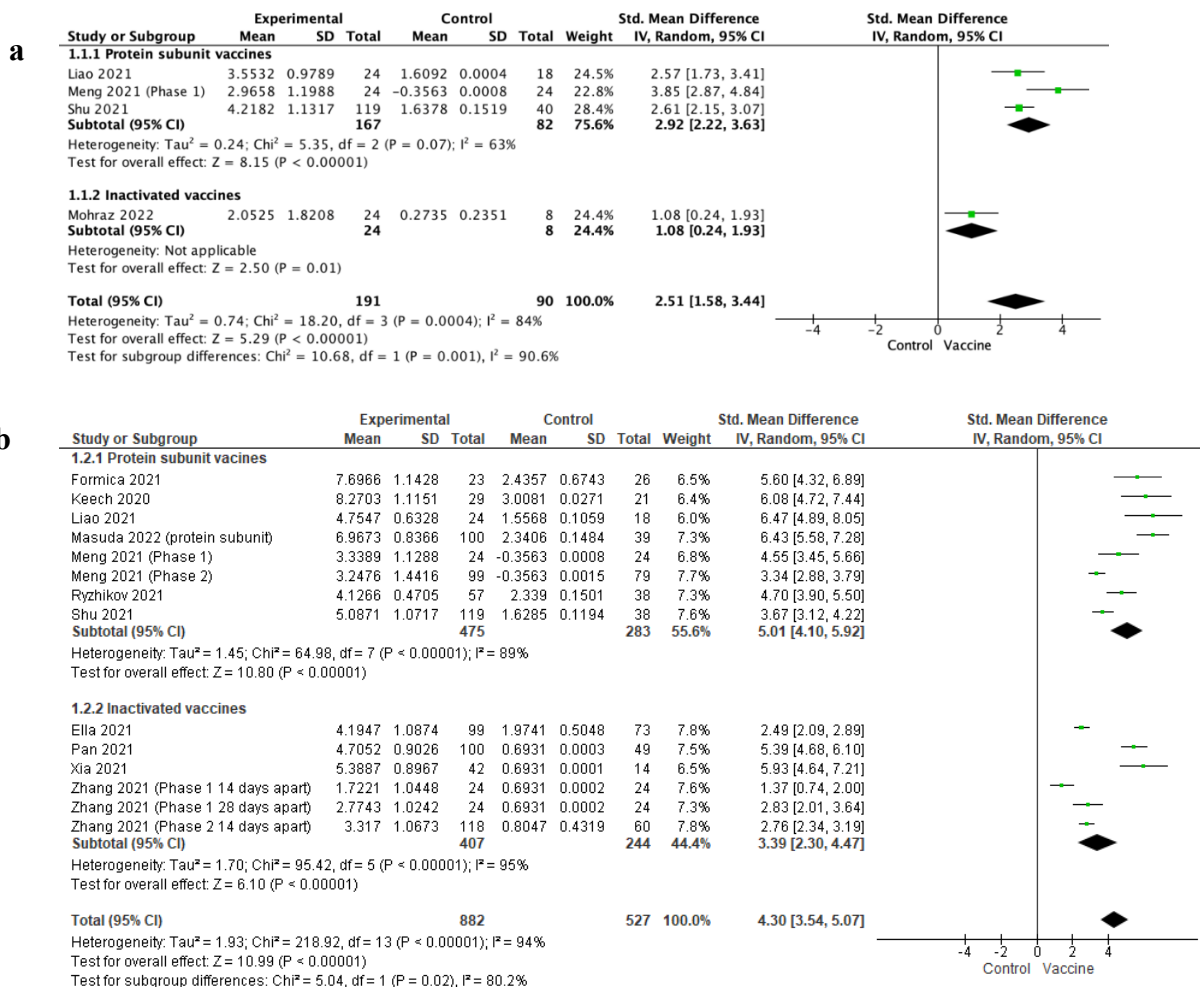 a
Experimental Control Std. Mean Difference Std. Mean Difference
Study or Subgroup Mean SD Total Mean SD Total Weight IV, Random, 95% CI IV, Random, 95% CI
1.1.1 Protein subunit vaccines
Liao 2021 3.5532 0.9789 24 1.6092 0.0004 18 24.5% 2.57 [1.73, 3.41]
Meng 2021 (Phase 1) 2.9658 1.1988 24 -0.3563 0.0008 24 22.8% 3.85 [2.87, 4.84]
Shu 2021 4.2182 1.1317 119 1.6378 0.1519 40 28.4% 2.61 [2.15, 3.07]
Subtotal (95% CI) 167 82 75.6% 2.92 [2.22, 3.63]
Heterogeneity: Tau² = 0.24; Chi² = 5.35, df = 2 (P = 0.07); I² = 63%
Test for overall effect: Z = 8.15 (P < 0.00001)
1.1.2 Inactivated vaccines
Mohraz 2022 2.0525 1.8208 24 0.2735 0.2351 8 24.4% 1.08 [0.24, 1.93]
Subtotal (95% CI) 24 8 24.4% 1.08 [0.24, 1.93]
Heterogeneity: Not applicable
Test for overall effect: Z = 2.50 (P = 0.01)
Total (95% CI) 191 90 100.0% 2.51 [1.58, 3.44]
Heterogeneity: Tau² = 0.74; Chi² = 18.20, df = 3 (P = 0.0004); I² = 84%
Test for overall effect: Z = 5.29 (P < 0.00001)
Test for subgroup differences: Chi² = 10.68, df = 1 (P = 0.001), I² = 90.6%
-4 -2 0 2 4
Control Vaccine
b
Experimental Control Std. Mean Difference Std. Mean Difference
Study or Subgroup Mean SD Total Mean SD Total Weight IV, Random, 95% CI IV, Random, 95% CI
1.2.1 Protein subunit vacines
Formica 2021 7.6966 1.1428 23 2.4357 0.6743 26 6.5% 5.60 [4.32, 6.89]
Keech 2020 8.2703 1.1151 29 3.0081 0.0271 21 6.4% 6.08 [4.72, 7.44]
Liao 2021 4.7547 0.6328 24 1.5568 0.1059 18 6.0% 6.47 [4.89, 8.05]
Masuda 2022 (protein subunit) 6.9673 0.8366 100 2.3406 0.1484 39 7.3% 6.43 [5.58, 7.28]
Meng 2021 (Phase 1) 3.3389 1.1288 24 -0.3563 0.0008 24 6.8% 4.55 [3.45, 5.66]
Meng 2021 (Phase 2) 3.2476 1.4416 99 -0.3563 0.0015 79 7.7% 3.34 [2.88, 3.79]
Ryzhikov 2021 4.1266 0.4705 57 2.339 0.1501 38 7.3% 4.70 [3.90, 5.50]
Shu 2021 5.0871 1.0717 119 1.6285 0.1194 38 7.6% 3.67 [3.12, 4.22]
Subtotal (95% CI) 475 283 55.6% 5.01 [4.10, 5.92]
Heterogeneity: Tau² = 1.45; Chi² = 64.98, df = 7 (P < 0.00001); I² = 89%
Test for overall effect: Z = 10.80 (P < 0.00001)
1.2.2 Inactivated vaccines
Ella 2021 4.1947 1.0874 99 1.9741 0.5048 73 7.8% 2.49 [2.09, 2.89]
Pan 2021 4.7052 0.9026 100 0.6931 0.0003 49 7.5% 5.39 [4.68, 6.10]
Xia 2021 5.3887 0.8967 42 0.6931 0.0001 14 6.5% 5.93 [4.64, 7.21]
Zhang 2021 (Phase 1 14 days apart) 1.7221 1.0448 24 0.6931 0.0002 24 7.6% 1.37 [0.74, 2.00]
Zhang 2021 (Phase 1 28 days apart) 2.7743 1.0242 24 0.6931 0.0002 24 7.3% 2.83 [2.01, 3.64]
Zhang 2021 (Phase 2 14 days apart) 3.317 1.0673 118 0.8047 0.4319 60 7.8% 2.76 [2.34, 3.19]
Subtotal (95% CI) 407 244 44.4% 3.39 [2.30, 4.47]
Heterogeneity: Tau² = 1.70; Chi² = 95.42, df = 5 (P < 0.00001); I² = 95%
Test for overall effect: Z = 6.10 (P < 0.00001)
Total (95% CI) 882 527 100.0% 4.30 [3.54, 5.07]
Heterogeneity: Tau² = 1.93; Chi² = 218.92, df = 13 (P < 0.00001); I² = 94%
Test for overall effect: Z = 10.99 (P < 0.00001)
Test for subgroup differences: Chi² = 5.04, df = 1 (P = 0.02), I² = 80.2%
-4 -2 0 2 4
Control Vaccine